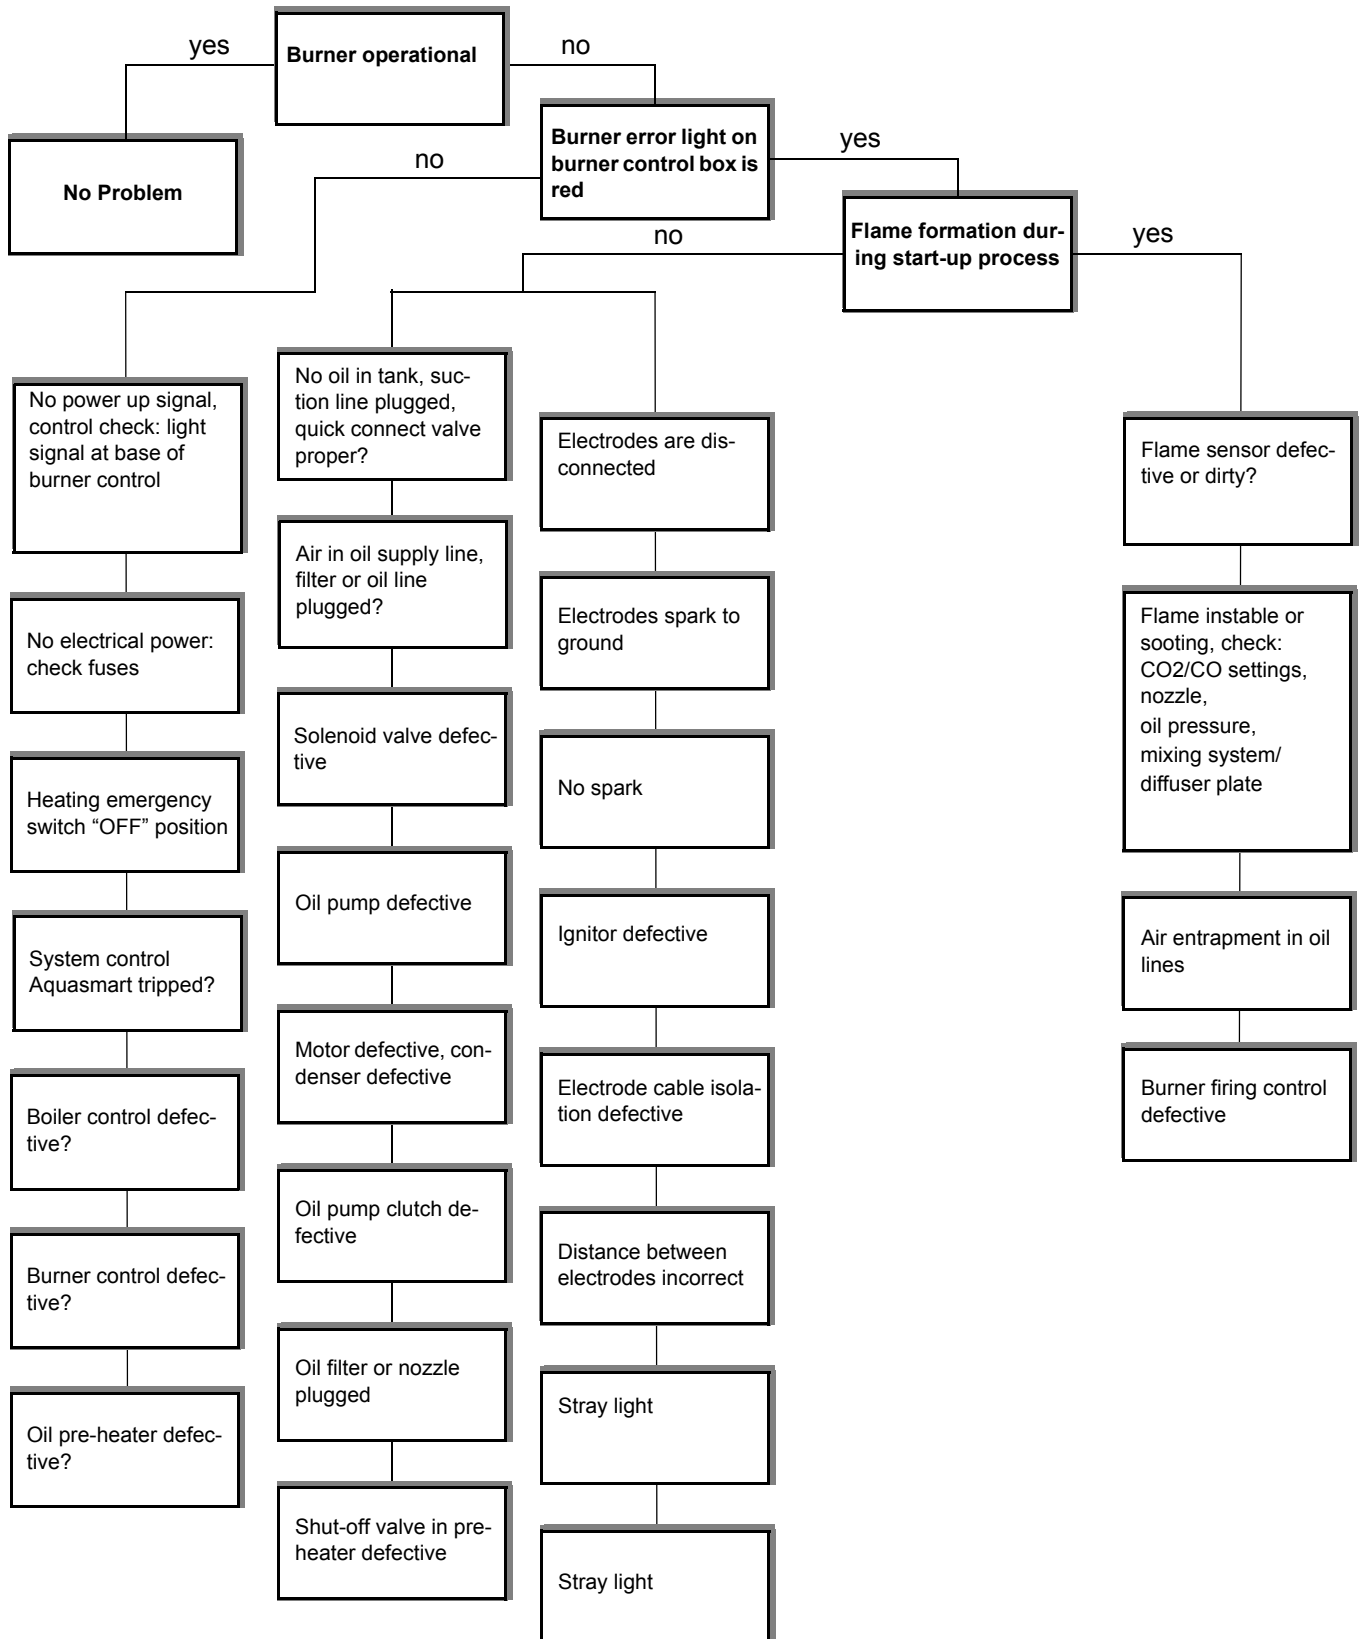 yes
Burner operational
no
Burner error light on
burner control box is
red
no
yes
No Problem
Flame formation dur-
ing start-up process
no
yes
No power up signal,
control check: light
signal at base of
burner control
No electrical power:
check fuses
Heating emergency
switch “OFF” position
System control
Aquasmart tripped?
Boiler control defec-
tive?
Burner control defec-
tive?
Oil pre-heater defec-
tive?
No oil in tank, suc-
tion line plugged,
quick connect valve
proper?
Air in oil supply line,
filter or oil line
plugged?
Solenoid valve defec-
tive
Oil pump defective
Motor defective, con-
denser defective
Oil pump clutch de-
fective
Oil filter or nozzle
plugged
Shut-off valve in pre-
heater defective
Electrodes are dis-
connected
Electrodes spark to
ground
No spark
Ignitor defective
Electrode cable isola-
tion defective
Distance between
electrodes incorrect
Stray light
Stray light
Flame sensor defec-
tive or dirty?
Flame instable or
sooting, check:
CO2/CO settings,
nozzle,
oil pressure,
mixing system/
diffuser plate
Air entrapment in oil
lines
Burner firing control
defective